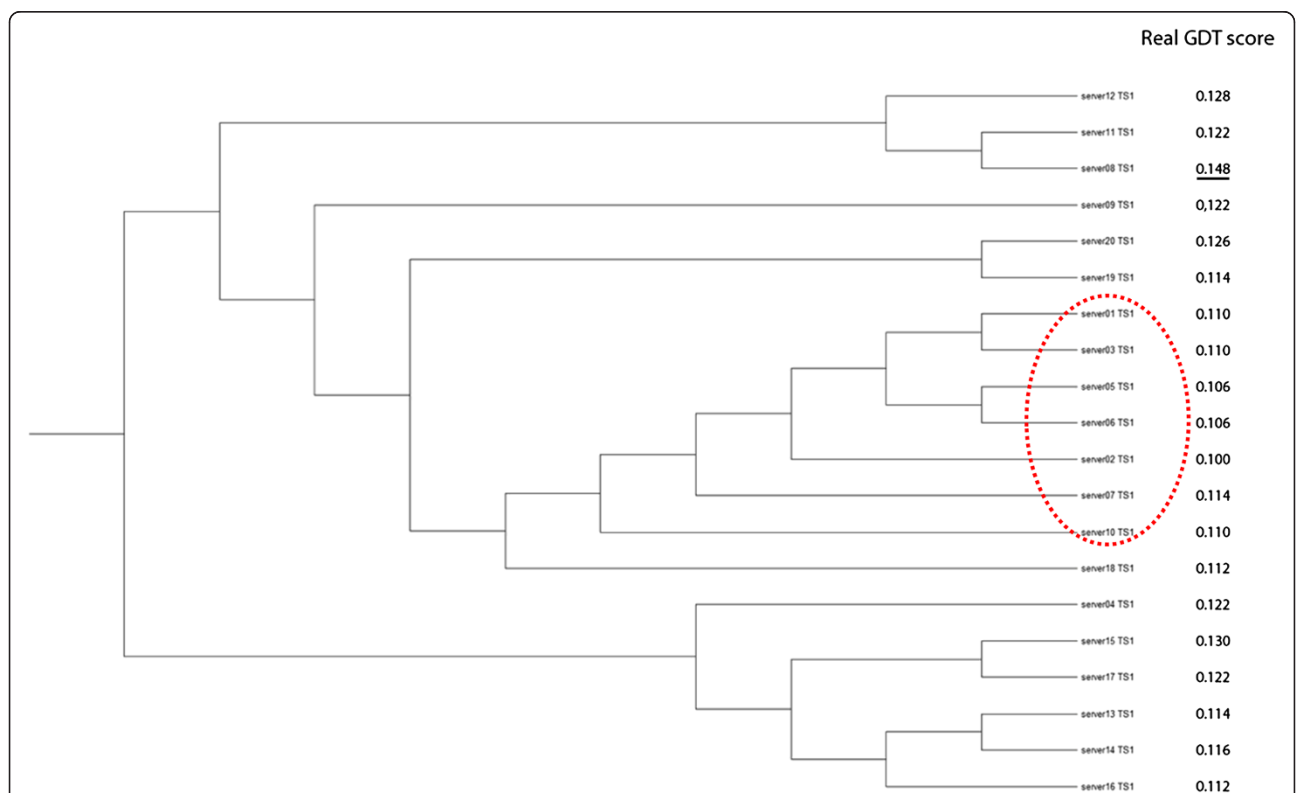 Real GDT score
server12 TS1 0.128
server11 TS1 0.122
server08 TS1 0.148
server09 TS1 0,122
server20 TS1 0.126
server19 TS1 0.114
server01 TS1 0.110
server03 TS1 0.110
server05 TS1 0.106
server06 TS1 0.106
server02 TS1 0.100
server07 TS1 0.114
server10 TS1 0.110
server18 TS1 0.112
server04 TS1 0.122
server15 TS1 0.130
server17 TS1 0.122
server13 TS1 0.114
server14 TS1 0.116
server16 TS1 0.112